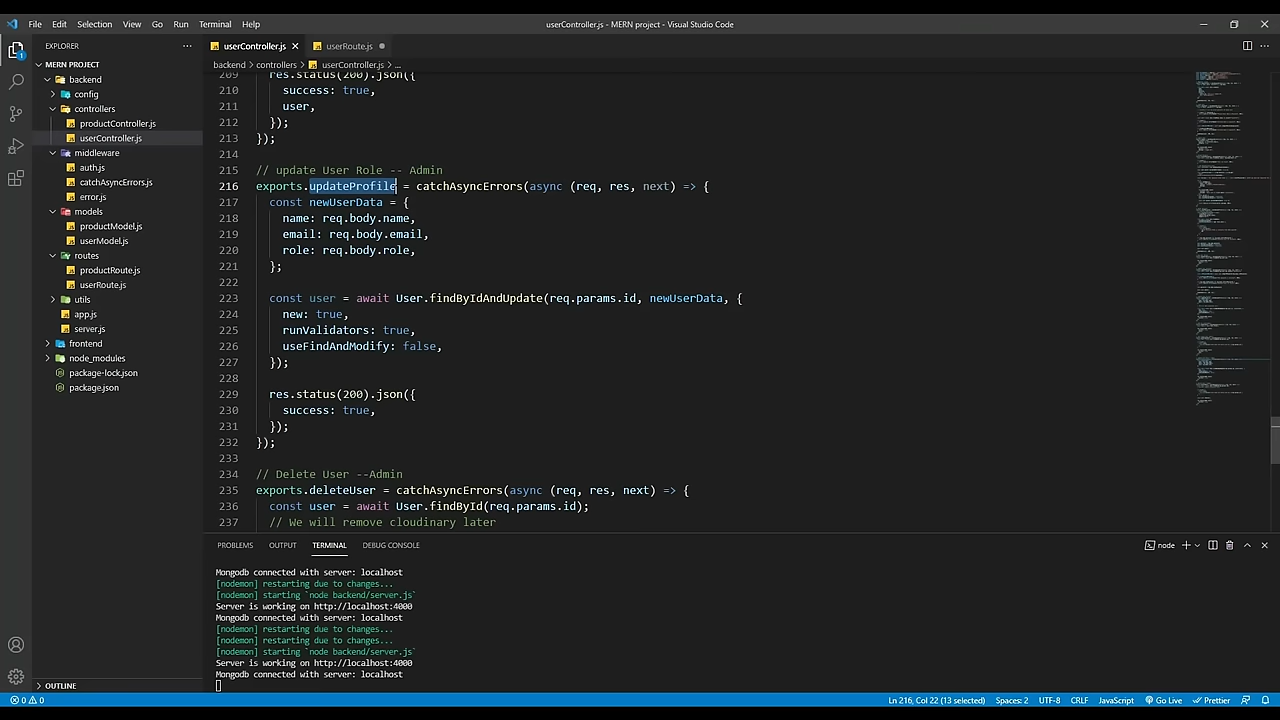 File Edit Selection View Go Run Terminal Help
userController.js - MERN project - Visual Studio Code
EXPLORER
MERN PROJECT
backend
config
controllers
productController.js
userController.js
middleware
auth.js
catchAsyncErrors.js
error.js
models
productModel.js
userModel.js
routes
productRoute.js
userRoute.js
utils
app.js
server.js
frontend
node_modules
package-lock.json
package.json
OUTLINE
userController.js
userRoute.js
backend > controllers > userController.js > ...
209 res.status(200).json({
210 success: true,
211 user,
212 });
213 });
214
215 // update User Role -- Admin
216 exports.updateProfile = catchAsyncErrors(async (req, res, next) => {
217 const newUserData = {
218 name: req.body.name,
219 email: req.body.email,
220 role: req.body.role,
221 };
222
223 const user = await User.findByIdAndUpdate(req.params.id, newUserData, {
224 new: true,
225 runValidators: true,
226 useFindAndModify: false,
227 });
228
229 res.status(200).json({
230 success: true,
231 });
232 });
233
234 // Delete User --Admin
235 exports.deleteUser = catchAsyncErrors(async (req, res, next) => {
236 const user = await User.findById(req.params.id);
237 // We will remove cloudinary later
PROBLEMS OUTPUT TERMINAL DEBUG CONSOLE
node
Mongodb connected with server: localhost
[nodemon] restarting due to changes...
[nodemon] starting `node backend/server.js`
Server is working on http://localhost:4000
Mongodb connected with server: localhost
[nodemon] restarting due to changes...
[nodemon] restarting due to changes...
[nodemon] starting `node backend/server.js`
Server is working on http://localhost:4000
Mongodb connected with server: localhost
0 0
Ln 216, Col 22 (13 selected) Spaces: 2 UTF-8 CRLF JavaScript Go Live Prettier